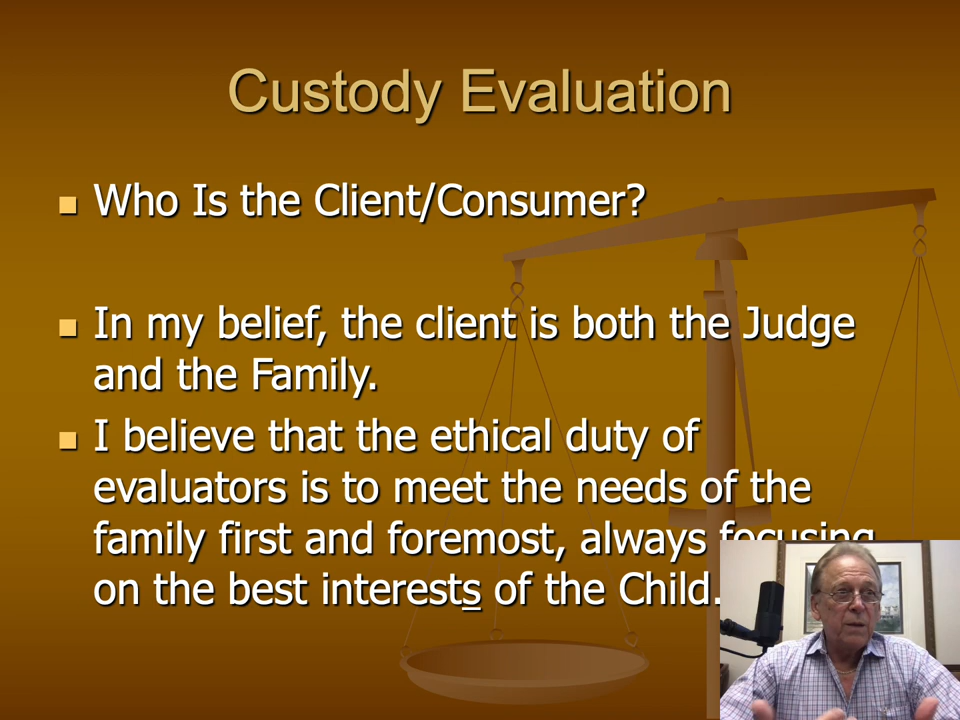 Custody Evaluation
Who Is the Client/Consumer?
In my belief, the client is both the Judge
and the Family.
I believe that the ethical duty of
evaluators is to meet the needs of the
family first and foremost, always focusing
on the best interests of the Child.